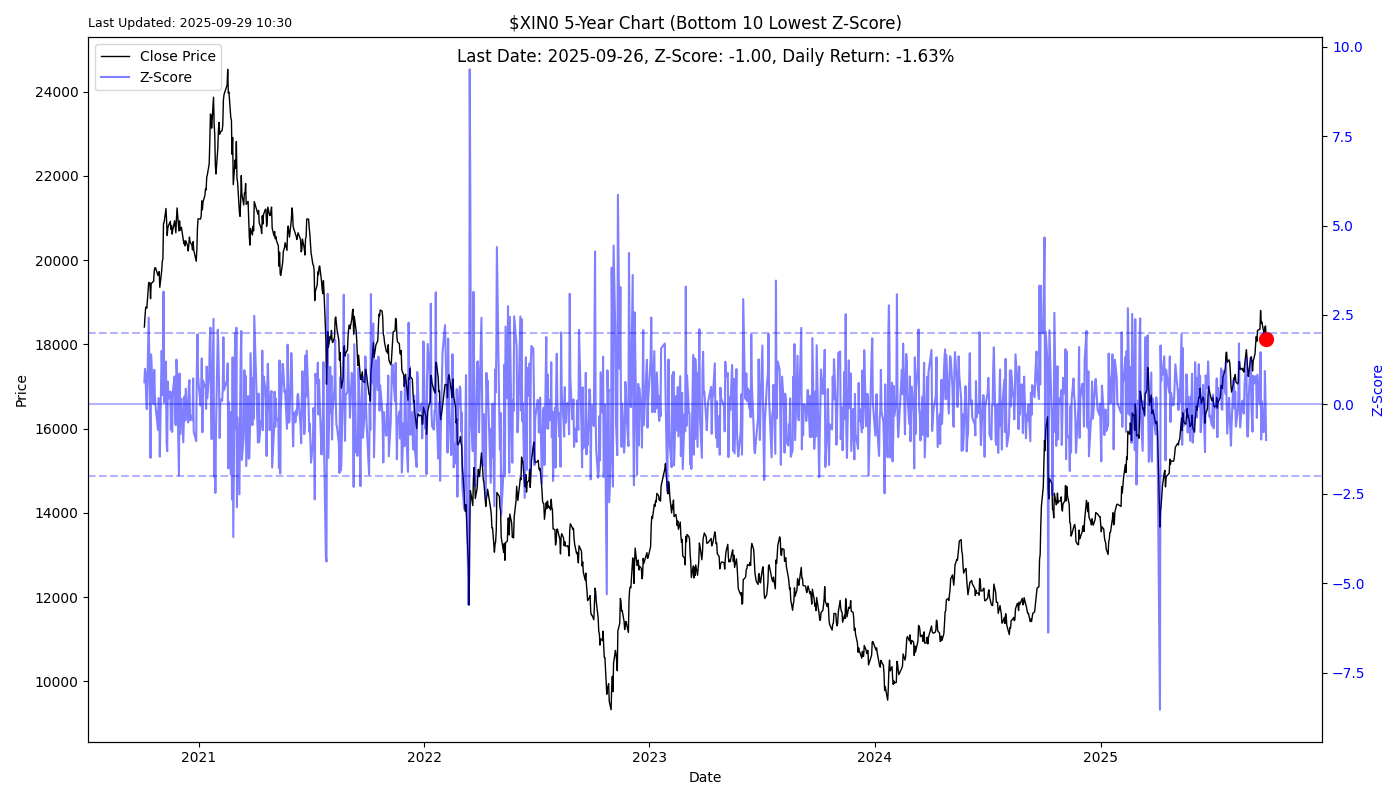 Last Updated: 2025-09-29 10:30
$XIN0 5-Year Chart (Bottom 10 Lowest Z-Score)
Last Date: 2025-09-26, Z-Score: -1.00, Daily Return: -1.63%
Close Price
Z-Score
24000
22000
20000
18000
16000
14000
12000
10000
Price
10.0
7.5
5.0
2.5
0.0
−2.5
−5.0
−7.5
Z-Score
2021
2022
2023
2024
2025
Date